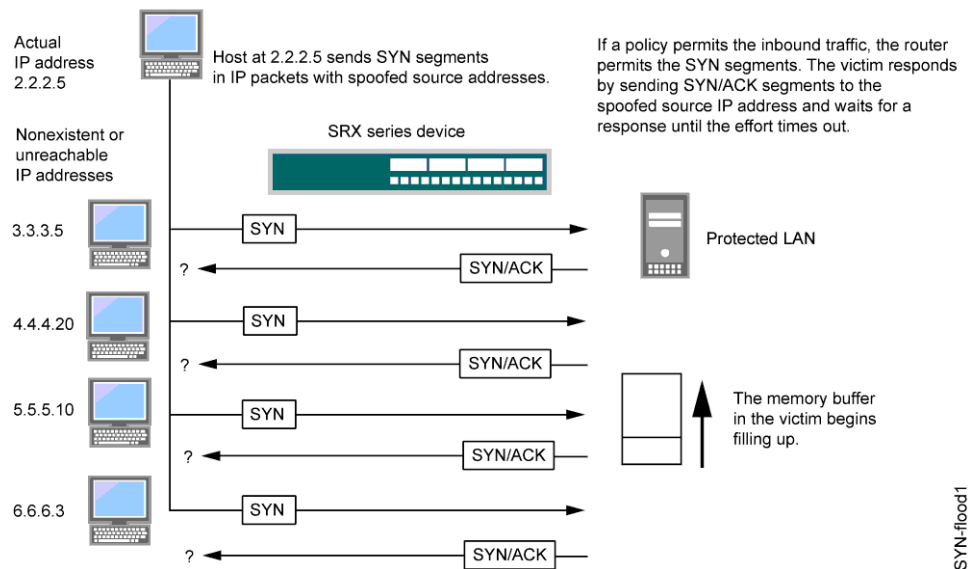 Actual
IP address
2.2.2.5
Host at 2.2.2.5 sends SYN segments
in IP packets with spoofed source addresses.
If a policy permits the inbound traffic, the router
permits the SYN segments. The victim responds
by sending SYN/ACK segments to the
spoofed source IP address and waits for a
response until the effort times out.
Nonexistent or
unreachable
IP addresses
SRX series device
3.3.3.5
SYN
Protected LAN
?
SYN/ACK
4.4.4.20
SYN
?
SYN/ACK
5.5.5.10
SYN
The memory buffer
in the victim begins
filling up.
?
SYN/ACK
6.6.6.3
SYN
?
SYN/ACK
SYN-flood1